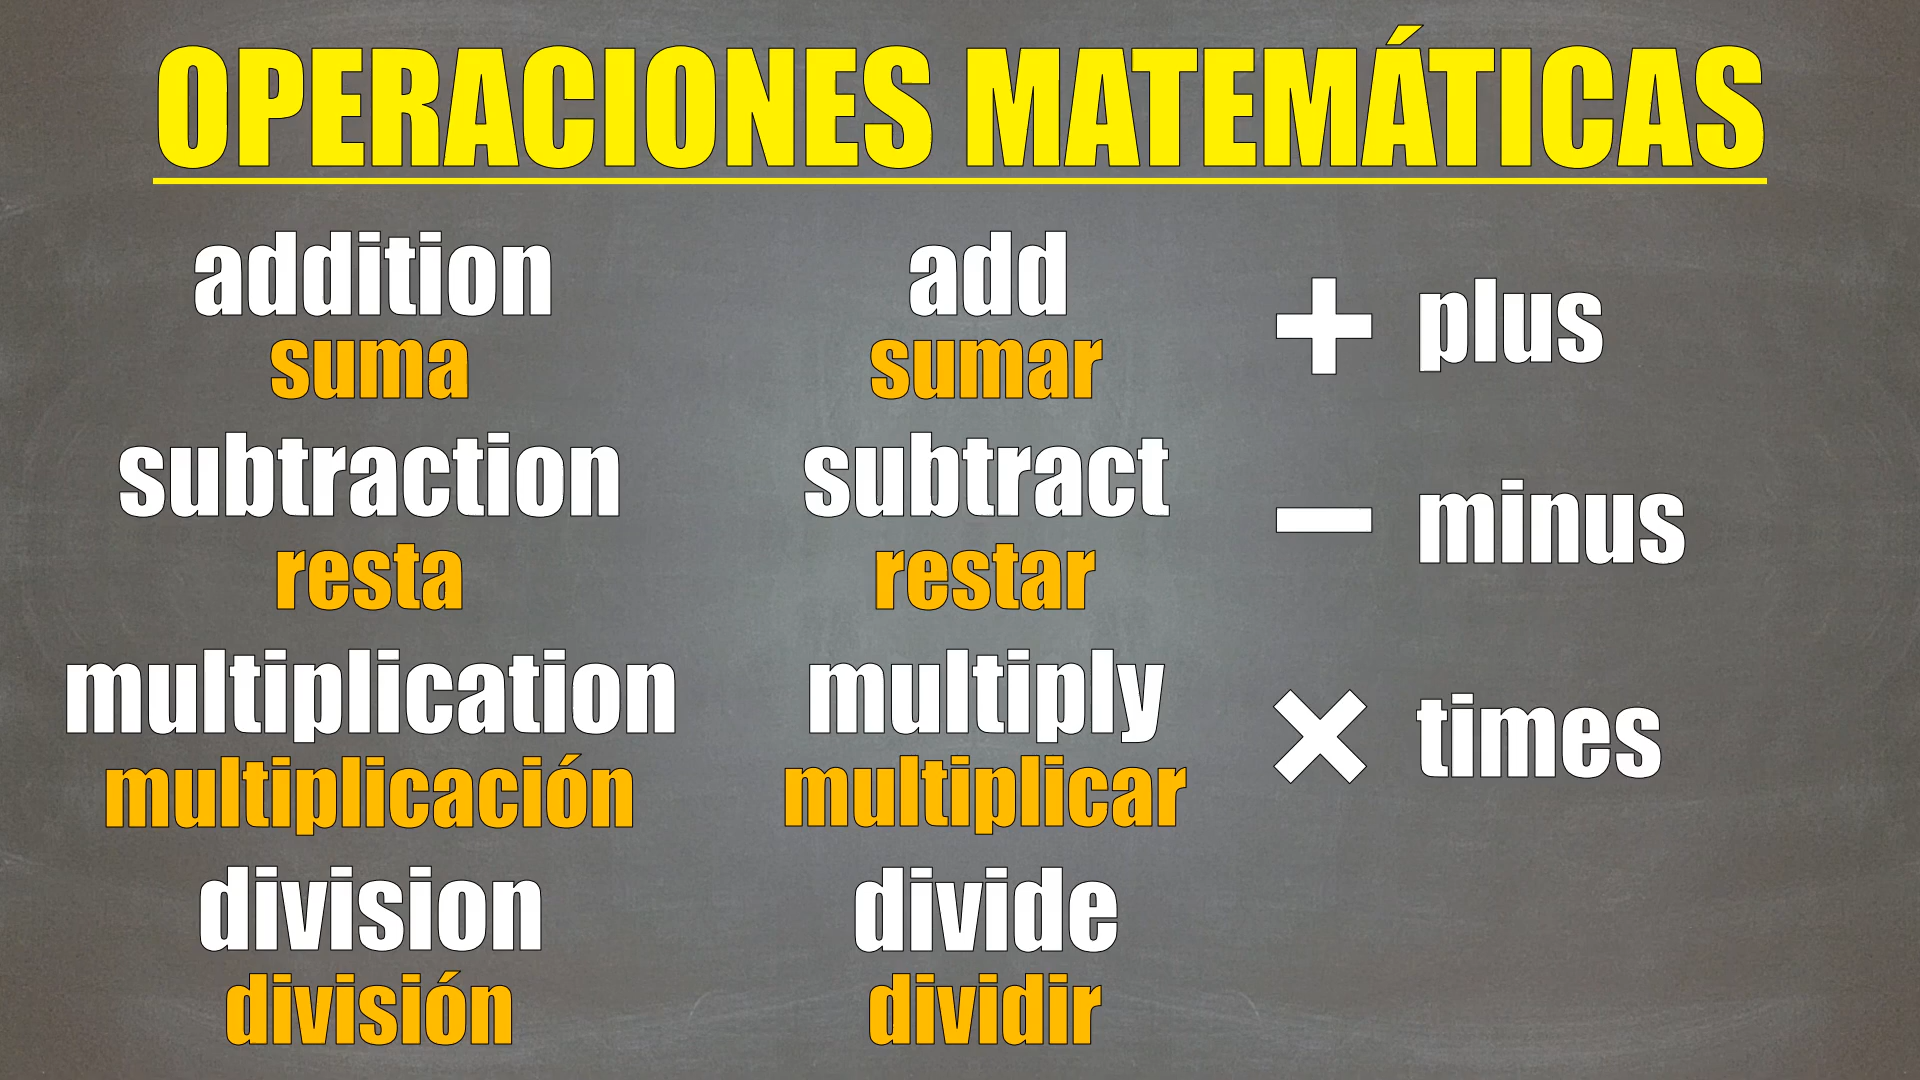 OPERACIONES MATEMÁTICAS
addition
suma
add
sumar
+ plus
subtraction
resta
subtract
restar
− minus
multiplication
multiplicación
multiply
multiplicar
× times
division
división
divide
dividir